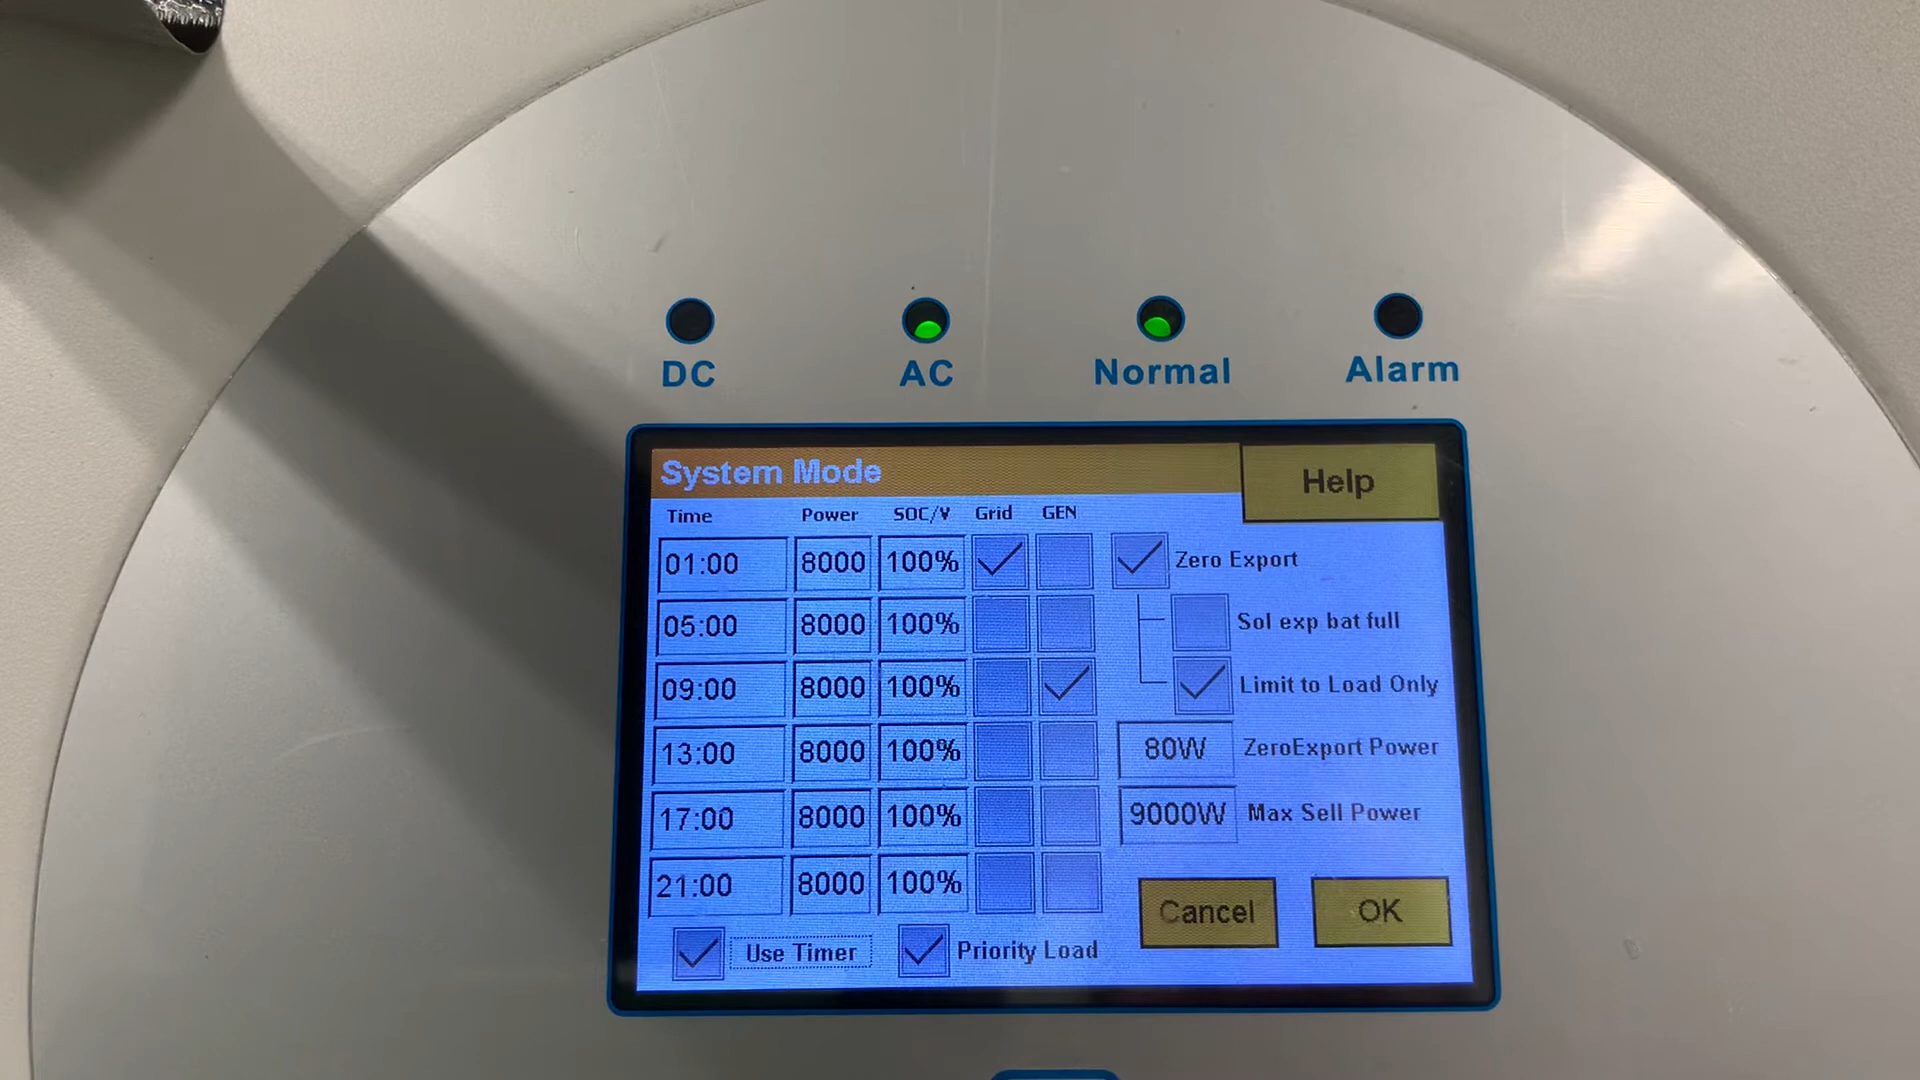 DC AC Normal Alarm
System Mode Help
Time Power SOC/V Grid GEN
01:00 8000 100% Zero Export
05:00 8000 100% Sol exp bat full
09:00 8000 100% Limit to Load Only
13:00 8000 100% 80W ZeroExport Power
17:00 8000 100% 9000W Max Sell Power
21:00 8000 100% Cancel OK
Use Timer Priority Load